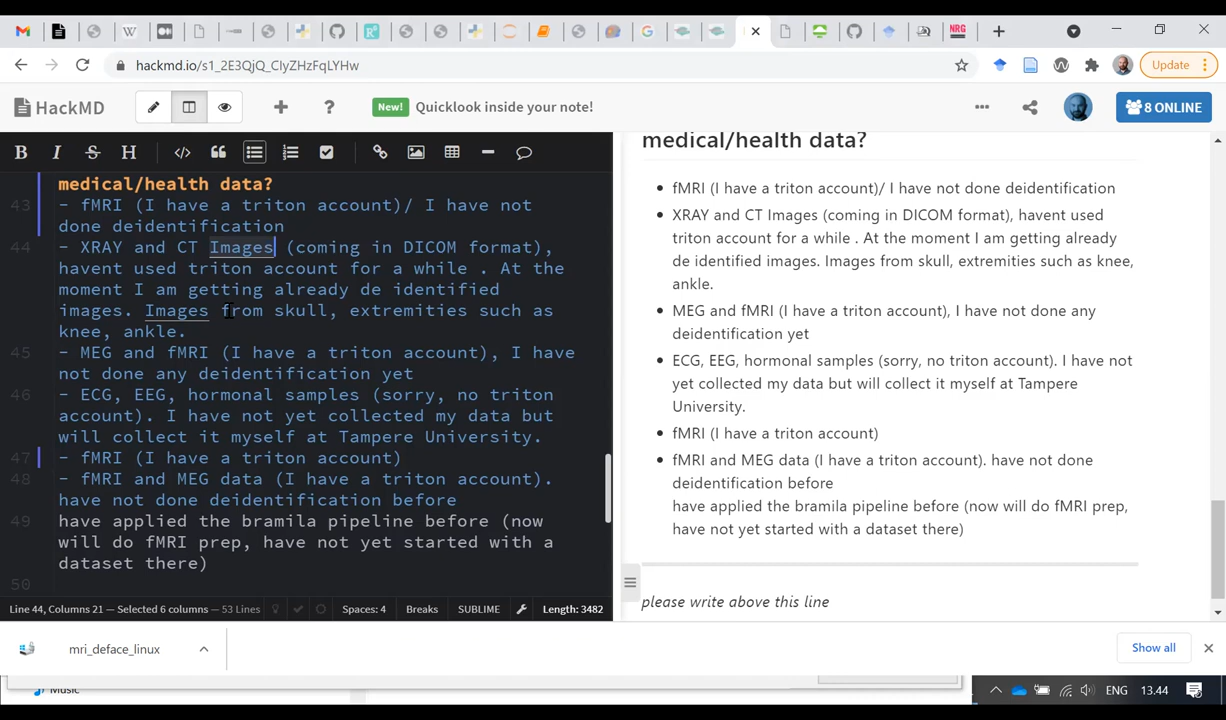 hackmd.io/s1_2E3QjQ_CIyZHzFqLYHw
Update
HackMD
New! Quicklook inside your note!
8 ONLINE
B I S H
medical/health data?
43 - fMRI (I have a triton account)/ I have not
done deidentification
44 - XRAY and CT Images (coming in DICOM format),
havent used triton account for a while . At the
moment I am getting already de identified
images. Images from skull, extremities such as
knee, ankle.
45 - MEG and fMRI (I have a triton account), I have
not done any deidentification yet
46 - ECG, EEG, hormonal samples (sorry, no triton
account). I have not yet collected my data but
will collect it myself at Tampere University.
47 - fMRI (I have a triton account)
48 - fMRI and MEG data (I have a triton account).
have not done deidentification before
49 have applied the bramila pipeline before (now
will do fMRI prep, have not yet started with a
dataset there)
50
Line 44, Columns 21 — Selected 6 columns — 53 Lines
Spaces: 4 Breaks SUBLIME Length: 3482
medical/health data?
fMRI (I have a triton account)/ I have not done deidentification
XRAY and CT Images (coming in DICOM format), havent used
triton account for a while . At the moment I am getting already
de identified images. Images from skull, extremities such as knee,
ankle.
MEG and fMRI (I have a triton account), I have not done any
deidentification yet
ECG, EEG, hormonal samples (sorry, no triton account). I have not
yet collected my data but will collect it myself at Tampere
University.
fMRI (I have a triton account)
fMRI and MEG data (I have a triton account). have not done
deidentification before
have applied the bramila pipeline before (now will do fMRI prep,
have not yet started with a dataset there)
please write above this line
mri_deface_linux
Show all
Music
ENG 13.44